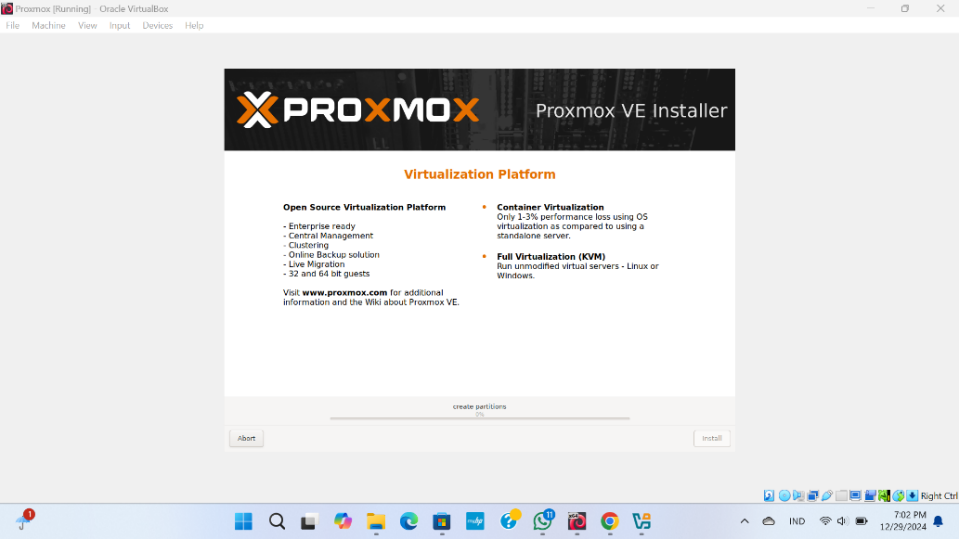 Proxmox [Running] - Oracle VirtualBox
File Machine View Input Devices Help
PROXMOX
Proxmox VE Installer
Virtualization Platform
Open Source Virtualization Platform
- Enterprise ready
- Central Management
- Clustering
- Online Backup solution
- Live Migration
- 32 and 64 bit guests
Visit www.proxmox.com for additional
information and the Wiki about Proxmox VE.
Container Virtualization
Only 1-3% performance loss using OS
virtualization as compared to using a
standalone server.
Full Virtualization (KVM)
Run unmodified virtual servers - Linux or
Windows.
create partitions
0%
Abort
Install
Right Ctrl
1
11
IND
7:02 PM
12/29/2024